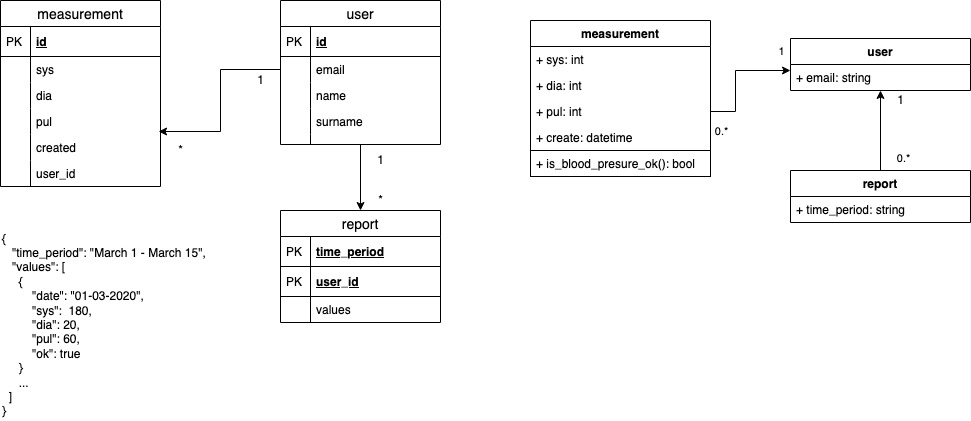 measurement
PK id
sys
dia
pul
created
user_id
1
*
user
PK id
email
name
surname
1
*
report
PK time_period
PK user_id
values
{
"time_period": "March 1 - March 15",
"values": [
{
"date": "01-03-2020",
"sys": 180,
"dia": 20,
"pul": 60,
"ok": true
}
...
]
}
measurement
+ sys: int
+ dia: int
+ pul: int
+ create: datetime
+ is_blood_presure_ok(): bool
1
0.*
user
+ email: string
1
0.*
report
+ time_period: string